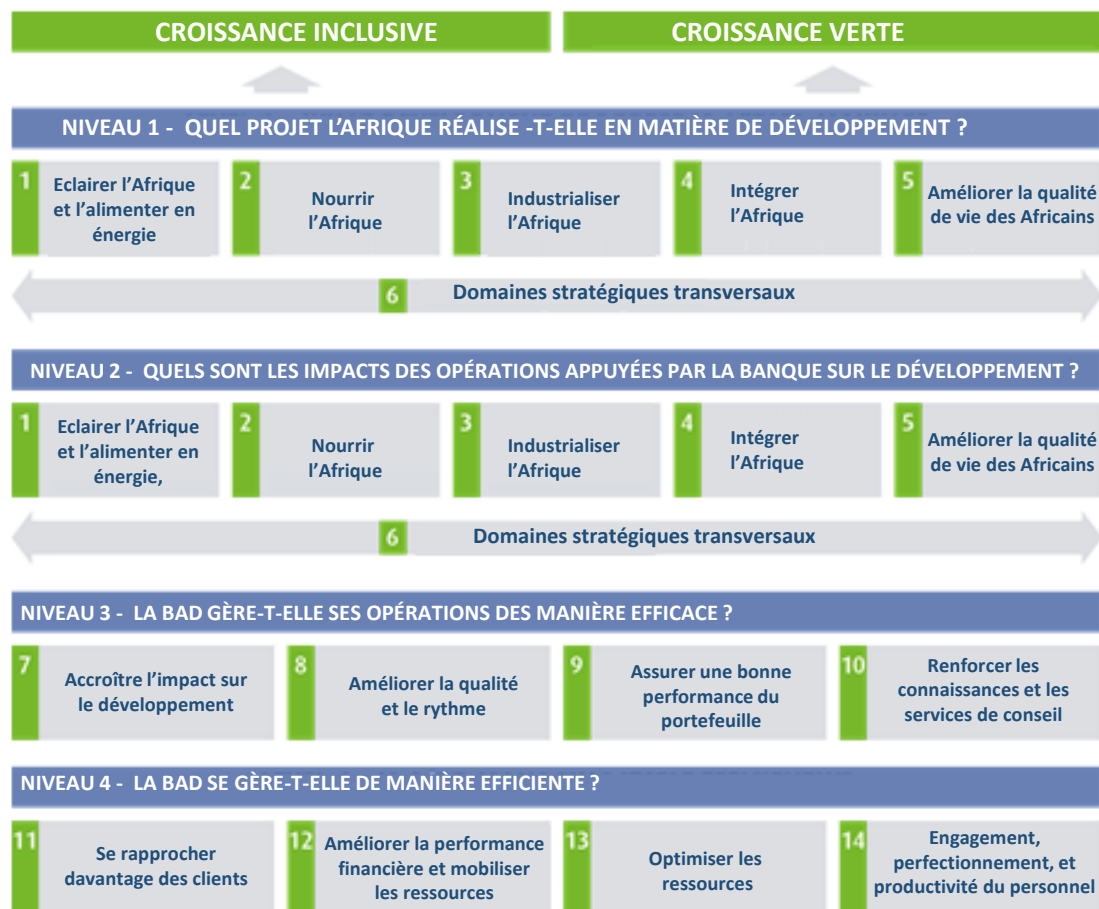 CROISSANCE INCLUSIVE
CROISSANCE VERTE
NIVEAU 1 - QUEL PROJET L’AFRIQUE RÉALISE -T-ELLE EN MATIÈRE DE DÉVELOPPEMENT ?
1
Eclairer l’Afrique
et l’alimenter en
énergie
2
Nourrir
l’Afrique
3
Industrialiser
l’Afrique
4
Intégrer
l’Afrique
5
Améliorer la qualité
de vie des Africains
6
Domaines stratégiques transversaux
NIVEAU 2 - QUELS SONT LES IMPACTS DES OPÉRATIONS APPUYÉES PAR LA BANQUE SUR LE DÉVELOPPEMENT ?
1
Eclairer l’Afrique
et l’alimenter en
énergie,
2
Nourrir
l’Afrique
3
Industrialiser
l’Afrique
4
Intégrer
l’Afrique
5
Améliorer la qualité
de vie des Africains
6
Domaines stratégiques transversaux
NIVEAU 3 - LA BAD GÈRE-T-ELLE SES OPÉRATIONS DES MANIÈRE EFFICACE ?
7
Accroître l’impact sur
le développement
8
Améliorer la qualité
et le rythme
9
Assurer une bonne
performance du
portefeuille
10
Renforcer les
connaissances et les
services de conseil
NIVEAU 4 - LA BAD SE GÈRE-T-ELLE DE MANIÈRE EFFICIENTE ?
11
Se rapprocher
davantage des clients
12
Améliorer la performance
financière et mobiliser
les ressources
13
Optimiser les
ressources
14
Engagement,
perfectionnement, et
productivité du personnel